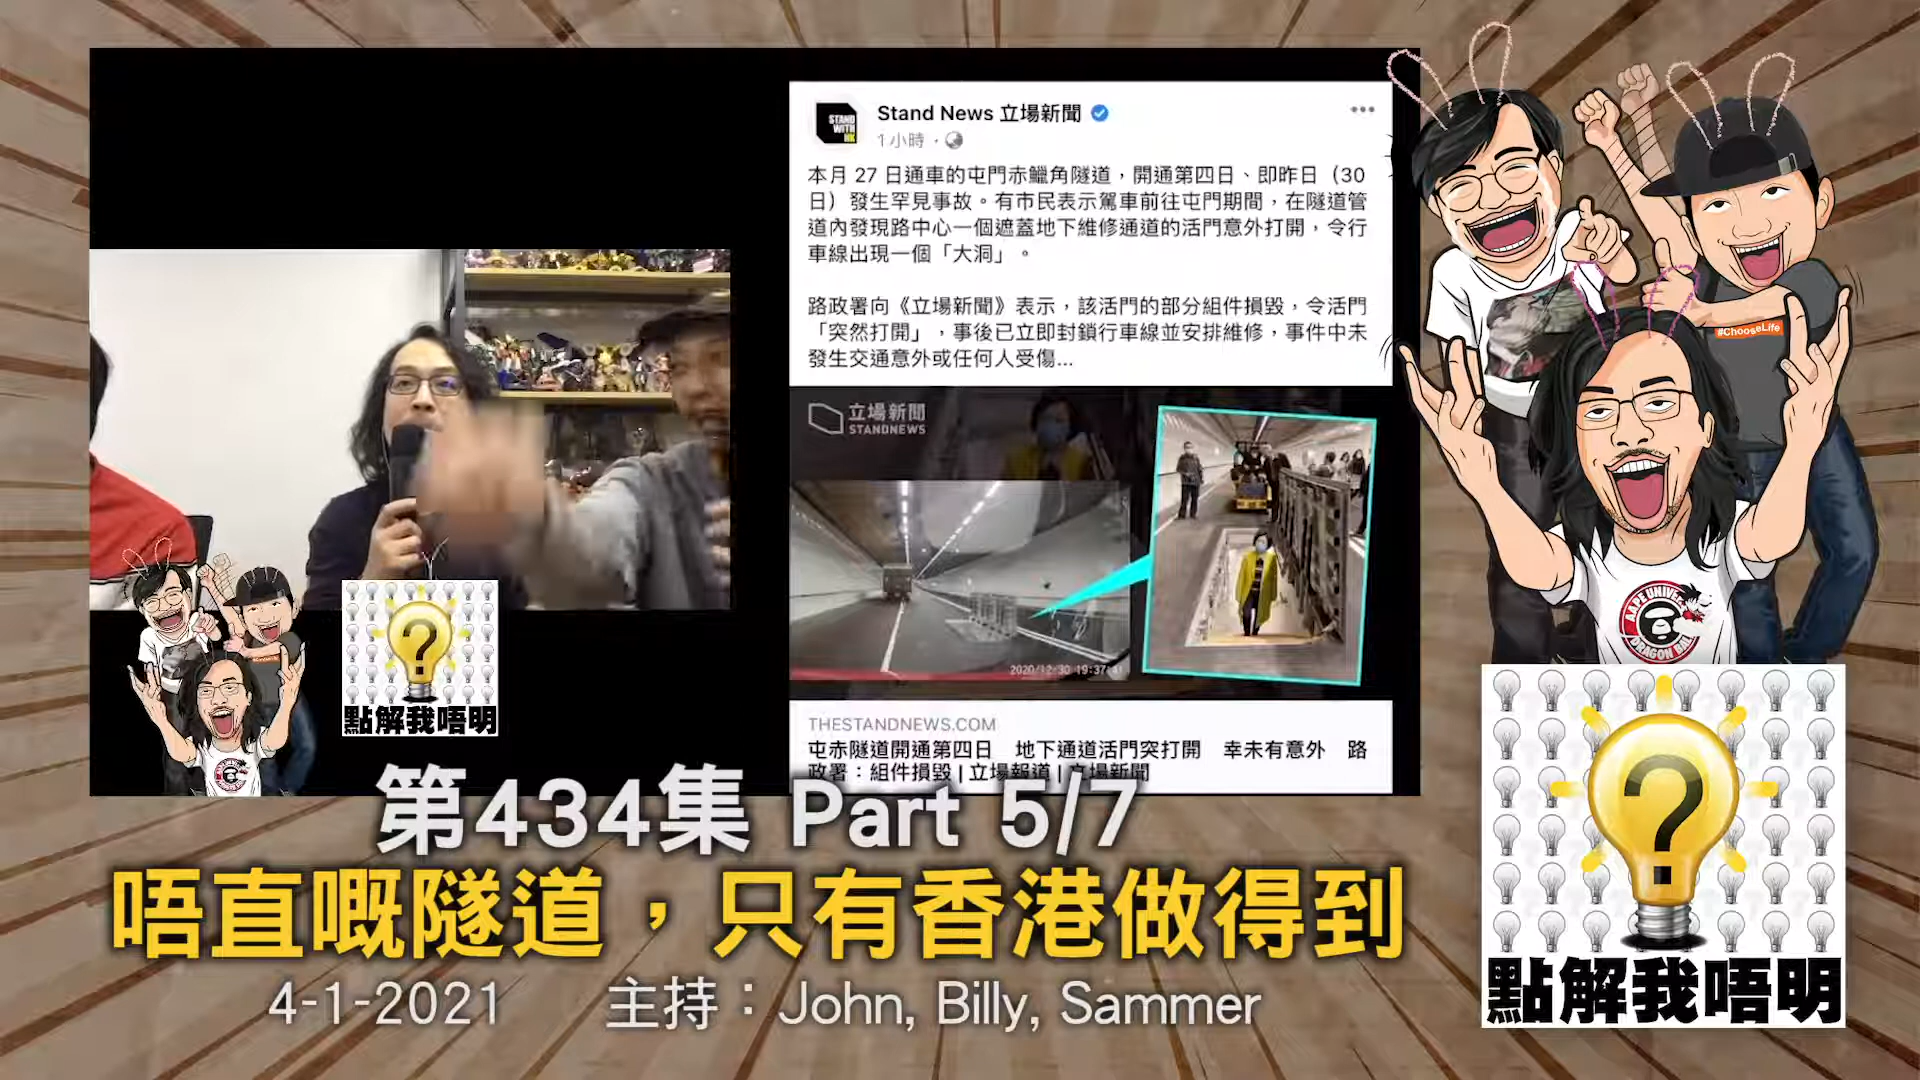 STAND
WITH
HK
Stand News 立場新聞
1 小時 ·
本月 27 日通車的屯門赤鱲角隧道，開通第四日、即昨日（30
日）發生罕見事故。有市民表示駕車前往屯門期間，在隧道管
道內發現路中心一個遮蓋地下維修通道的活門意外打開，令行
車線出現一個「大洞」。
路政署向《立場新聞》表示，該活門的部分組件損毀，令活門
「突然打開」，事後已立即封鎖行車線並安排維修，事件中未
發生交通意外或任何人受傷...
立場新聞
STANDNEWS
2020/12/30 19:37:41
THESTANDNEWS.COM
屯赤隧道開通第四日 地下通道活門突打開 幸未有意外 路
政署：組件損毀 | 立場報道 | 立場新聞
#ChooseLife
AAPE UNIVERSE
DRAGON BALL
?
點解我唔明
第434集 Part 5/7
唔直嘅隧道，只有香港做得到
4-1-2021 主持：John, Billy, Sammer
?
點解我唔明